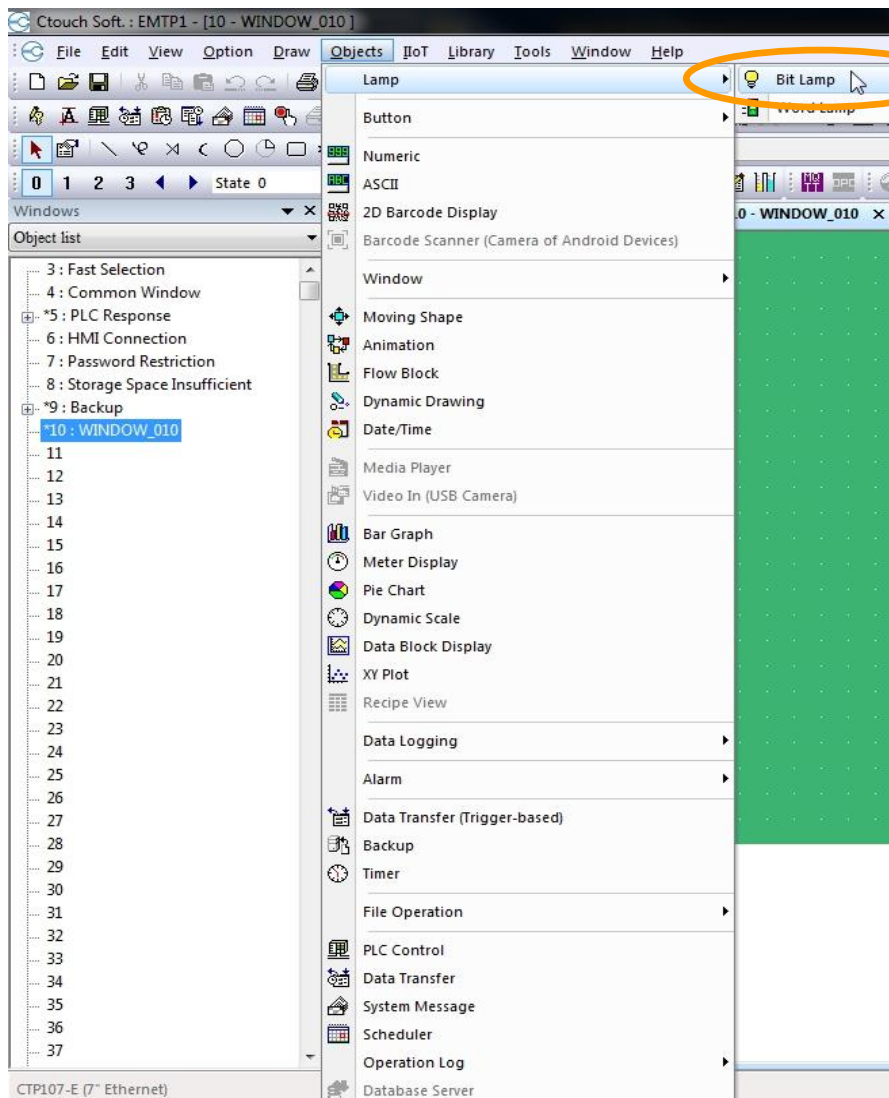 Ctouch Soft. : EMTP1 - [10 - WINDOW_010 ]
File Edit View Option Draw Objects IIoT Library Tools Window Help
0 1 2 3 State 0
Windows
Object list
3 : Fast Selection
4 : Common Window
*5 : PLC Response
6 : HMI Connection
7 : Password Restriction
8 : Storage Space Insufficient
*9 : Backup
*10 : WINDOW_010
11
12
13
14
15
16
17
18
19
20
21
22
23
24
25
26
27
28
29
30
31
32
33
34
35
36
37
CTP107-E (7" Ethernet)
Lamp
Button
Numeric
ASCII
2D Barcode Display
Barcode Scanner (Camera of Android Devices)
Window
Moving Shape
Animation
Flow Block
Dynamic Drawing
Date/Time
Media Player
Video In (USB Camera)
Bar Graph
Meter Display
Pie Chart
Dynamic Scale
Data Block Display
XY Plot
Recipe View
Data Logging
Alarm
Data Transfer (Trigger-based)
Backup
Timer
File Operation
PLC Control
Data Transfer
System Message
Scheduler
Operation Log
Database Server
Bit Lamp
Word Lamp
0 - WINDOW_010